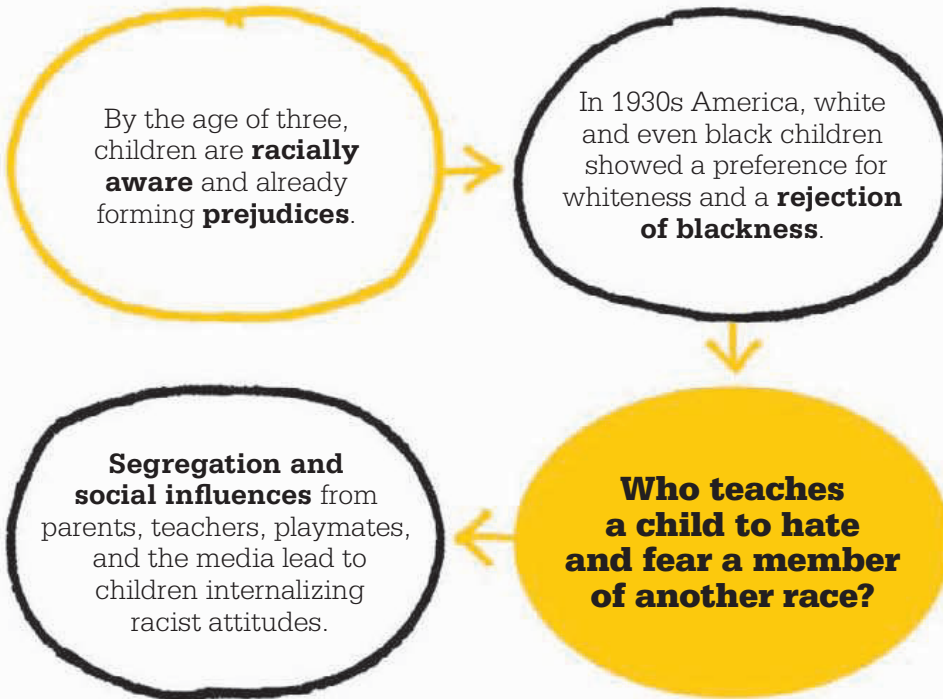 By the age of three,
children are racially
aware and already
forming prejudices.
In 1930s America, white
and even black children
showed a preference for
whiteness and a rejection
of blackness.
Who teaches
a child to hate
and fear a member
of another race?
Segregation and
social influences from
parents, teachers, playmates,
and the media lead to
children internalizing
racist attitudes.